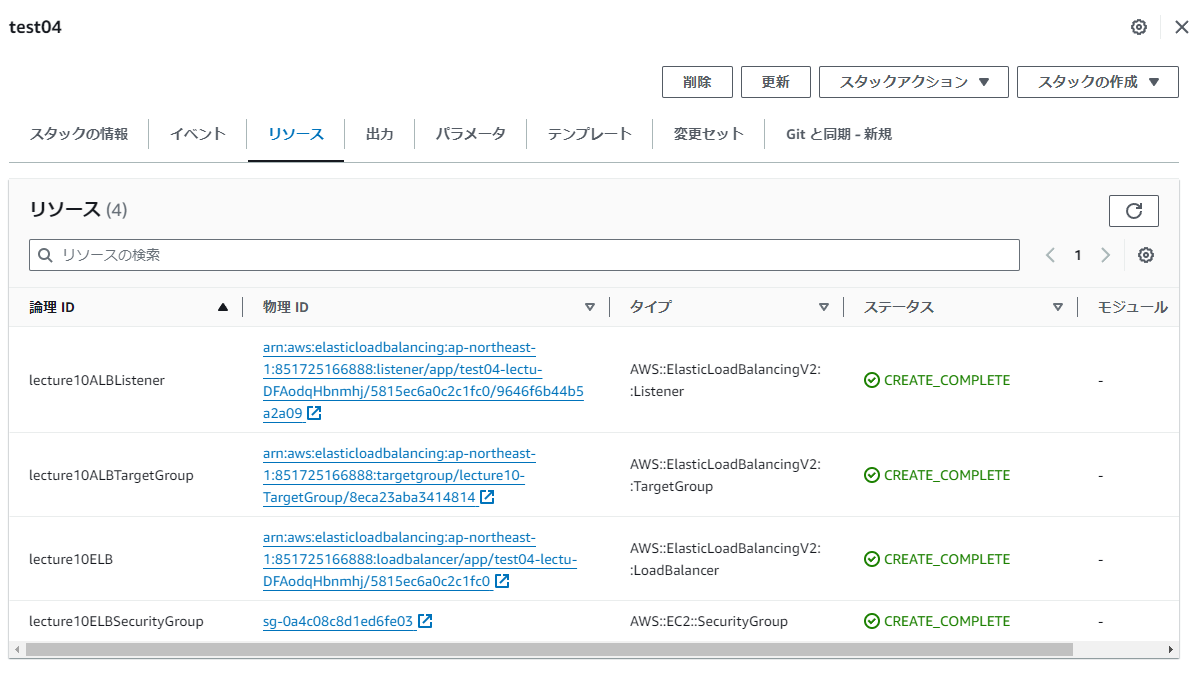 test04
削除 更新 スタックアクション スタックの作成
スタックの情報 イベント リソース 出力 パラメータ テンプレート 変更セット Git と同期 - 新規
リソース (4)
リソースの検索
1
論理 ID 物理 ID タイプ ステータス モジュール
lecture10ALBListener
arn:aws:elasticloadbalancing:ap-northeast-
1:851725166888:listener/app/test04-lectu-
DFAodqHbnmhj/5815ec6a0c2c1fc0/9646f6b44b5
a2a09
AWS::ElasticLoadBalancingV2:
:Listener
CREATE_COMPLETE
-
lecture10ALBTargetGroup
arn:aws:elasticloadbalancing:ap-northeast-
1:851725166888:targetgroup/lecture10-
TargetGroup/8eca23aba3414814
AWS::ElasticLoadBalancingV2:
:TargetGroup
CREATE_COMPLETE
-
lecture10ELB
arn:aws:elasticloadbalancing:ap-northeast-
1:851725166888:loadbalancer/app/test04-lectu-
DFAodqHbnmhj/5815ec6a0c2c1fc0
AWS::ElasticLoadBalancingV2:
:LoadBalancer
CREATE_COMPLETE
-
lecture10ELBSecurityGroup
sg-0a4c08c8d1ed6fe03
AWS::EC2::SecurityGroup
CREATE_COMPLETE
-